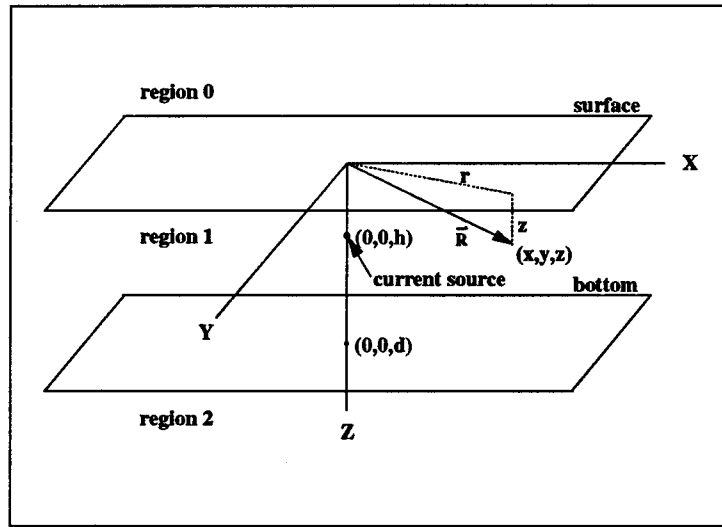 region 0
surface
X
r
region 1
z
(0,0,h)
R
(x,y,z)
current source
bottom
Y
(0,0,d)
region 2
Z